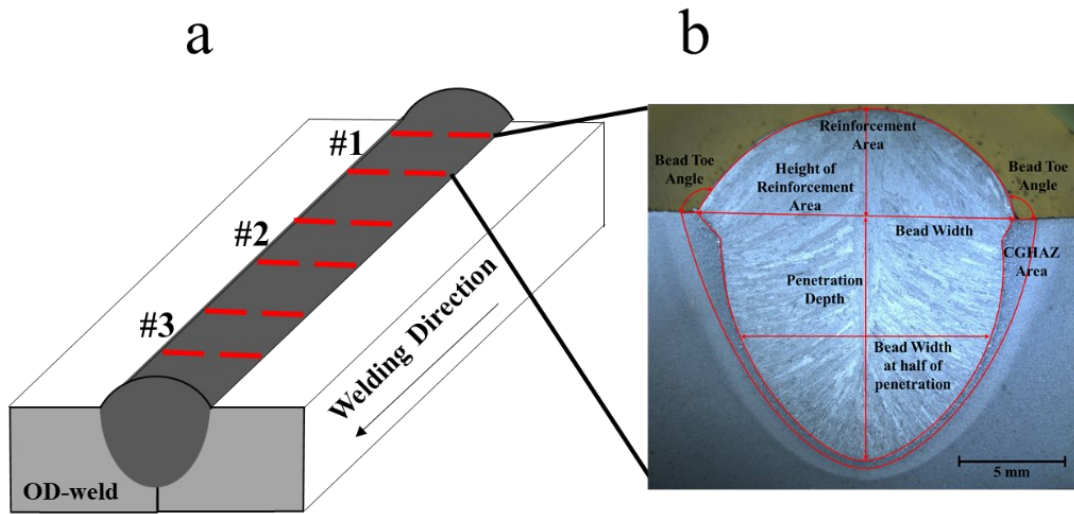 a
b
#1
#2
#3
OD-weld
Welding Direction
Reinforcement
Area
Bead Toe
Angle
Height of
Reinforcement
Area
Bead Toe
Angle
Bead Width
CGHAZ
Area
Penetration
Depth
Bead Width
at half of
penetration
5 mm